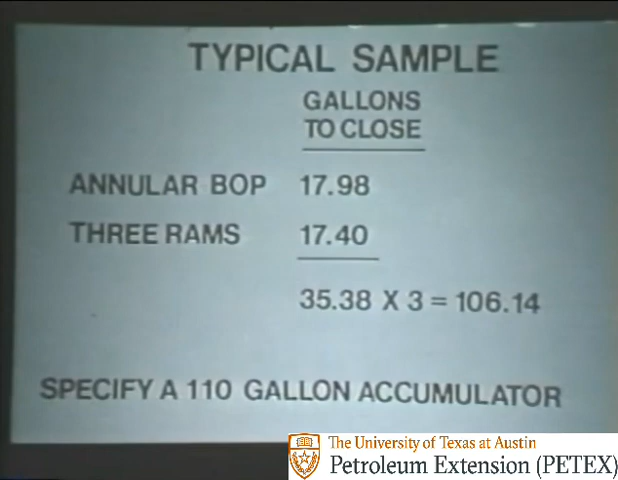 TYPICAL SAMPLE
GALLONS
TO CLOSE
ANNULAR BOP 17.98
THREE RAMS 17.40
35.38 X 3 = 106.14
SPECIFY A 110 GALLON ACCUMULATOR
The University of Texas at Austin
Petroleum Extension (PETEX)